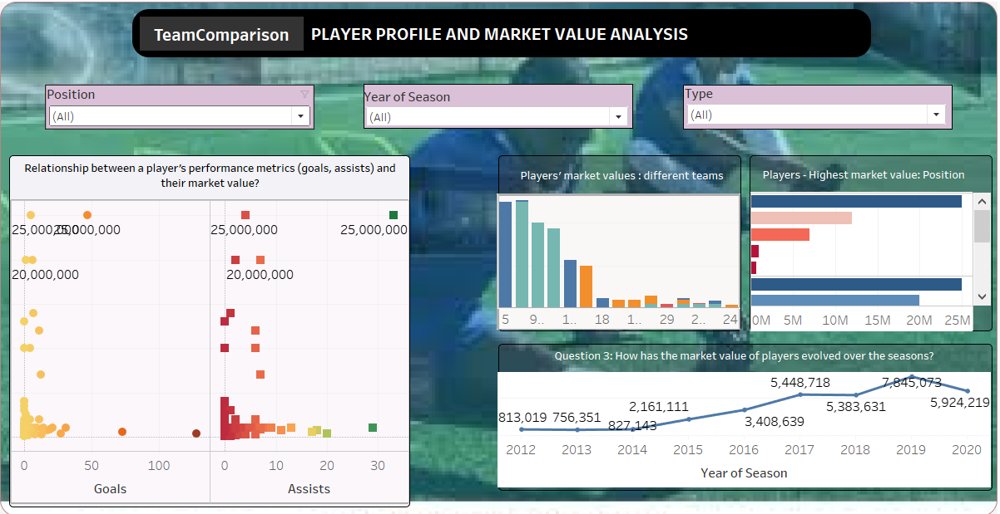 TeamComparison
PLAYER PROFILE AND MARKET VALUE ANALYSIS
Position
(All)
Year of Season
(All)
Type
(All)
Relationship between a player's performance metrics (goals, assists) and
their market value?
25,000,000
25,000,000
25,000,000
25,000,000
20,000,000
20,000,000
0
50
100
0
10
20
30
Goals
Assists
Players' market values : different teams
5
9..
1..
18
1..
29
2..
24
Players - Highest market value: Position
0M
5M
10M
15M
20M
25M
Question 3: How has the market value of players evolved over the seasons?
813,019
756,351
827,143
2,161,111
3,408,639
5,448,718
5,383,631
7,845,073
5,924,219
2012
2013
2014
2015
2016
2017
2018
2019
2020
Year of Season